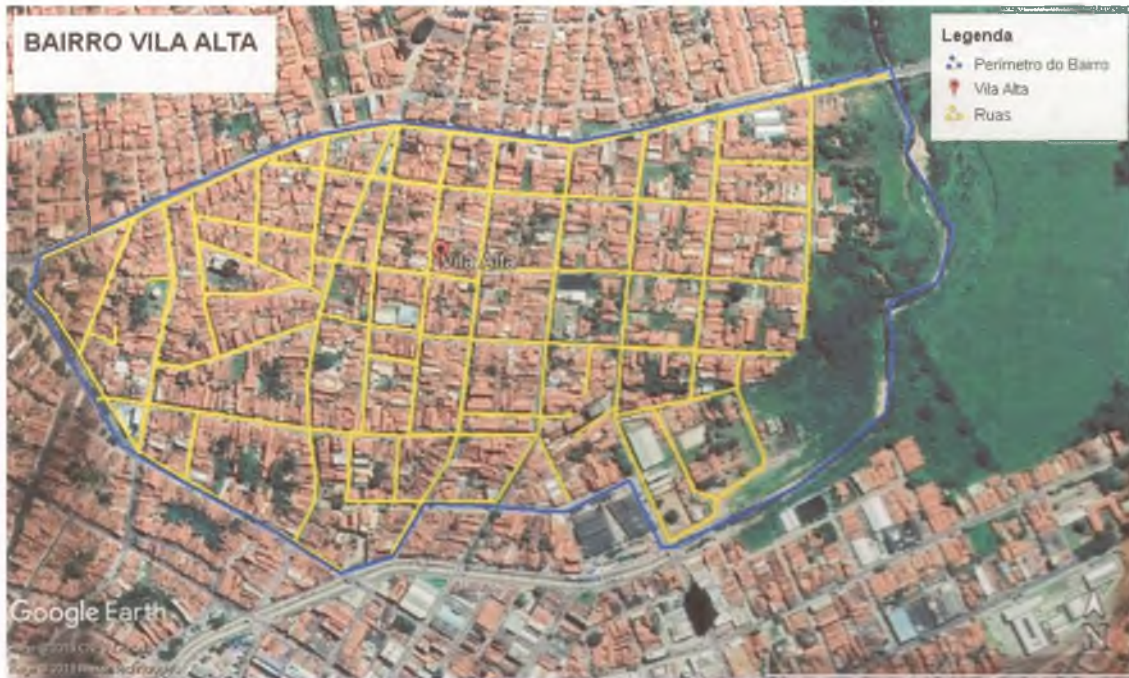 BAIRRO VILA ALTA
Legenda
Perímetro do Bairro
Vila Alta
Ruas
Vila Alta
Google Earth
N